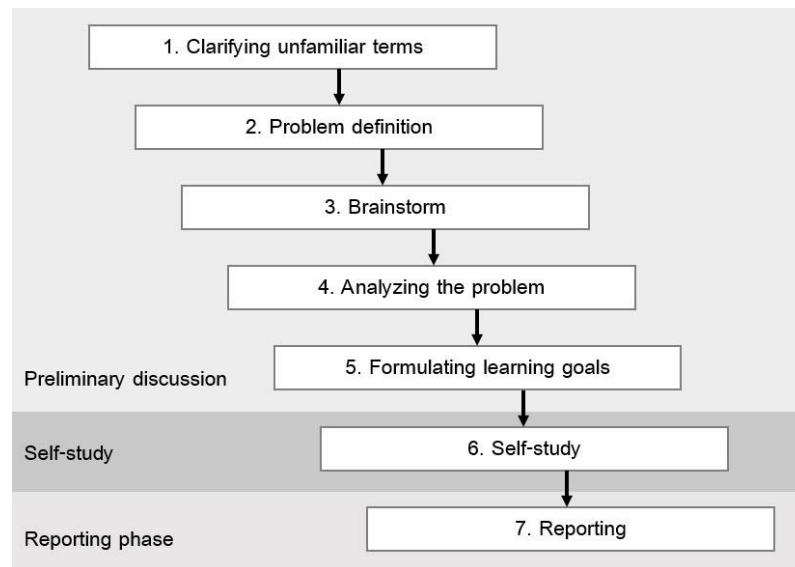 1. Clarifying unfamiliar terms
2. Problem definition
3. Brainstorm
4. Analyzing the problem
5. Formulating learning goals
Preliminary discussion
6. Self-study
Self-study
7. Reporting
Reporting phase